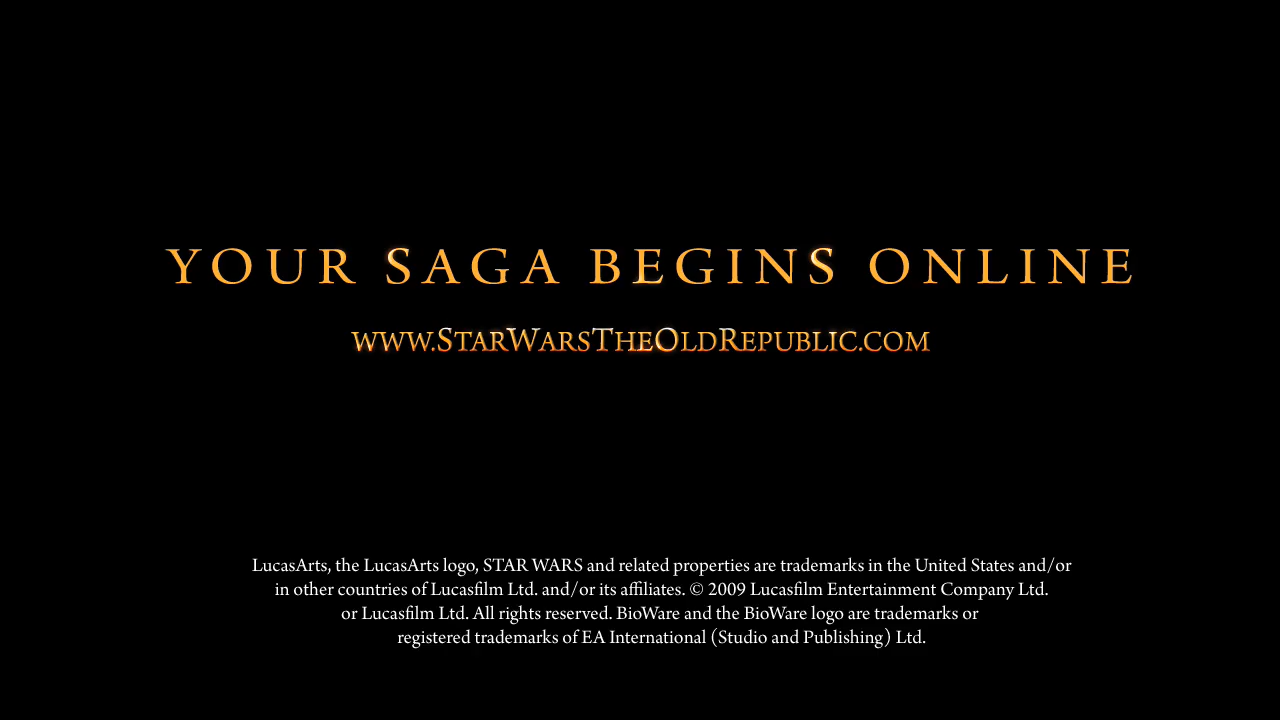 YOUR SAGA BEGINS ONLINE
www.StarWarsTheOldRepublic.com
LucasArts, the LucasArts logo, STAR WARS and related properties are trademarks in the United States and/or
in other countries of Lucasfilm Ltd. and/or its affiliates. © 2009 Lucasfilm Entertainment Company Ltd.
or Lucasfilm Ltd. All rights reserved. BioWare and the BioWare logo are trademarks or
registered trademarks of EA International (Studio and Publishing) Ltd.